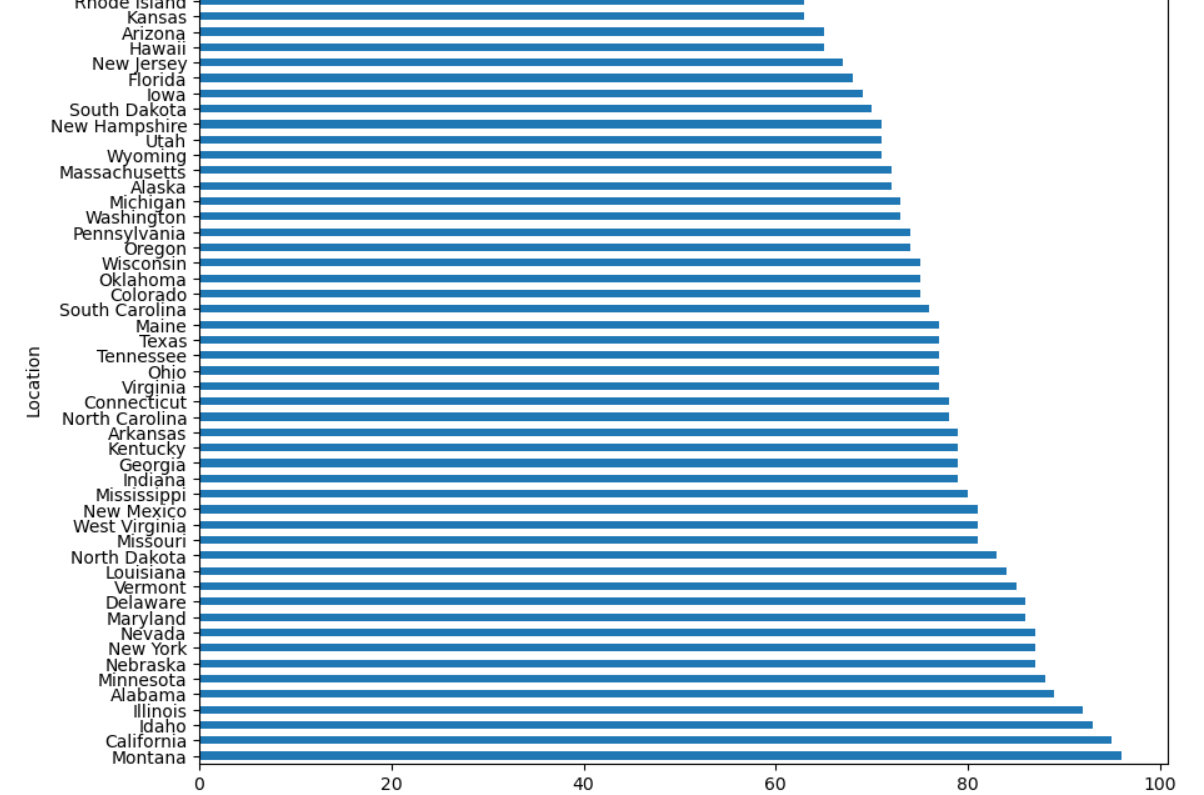 Rhode Island
Kansas
Arizona
Hawaii
New Jersey
Florida
Iowa
South Dakota
New Hampshire
Utah
Wyoming
Massachusetts
Alaska
Michigan
Washington
Pennsylvania
Oregon
Wisconsin
Oklahoma
Colorado
South Carolina
Maine
Texas
Tennessee
Ohio
Virginia
Connecticut
North Carolina
Arkansas
Kentucky
Georgia
Indiana
Mississippi
New Mexico
West Virginia
Missouri
North Dakota
Louisiana
Vermont
Delaware
Maryland
Nevada
New York
Nebraska
Minnesota
Alabama
Illinois
Idaho
California
Montana
Location
0 20 40 60 80 100